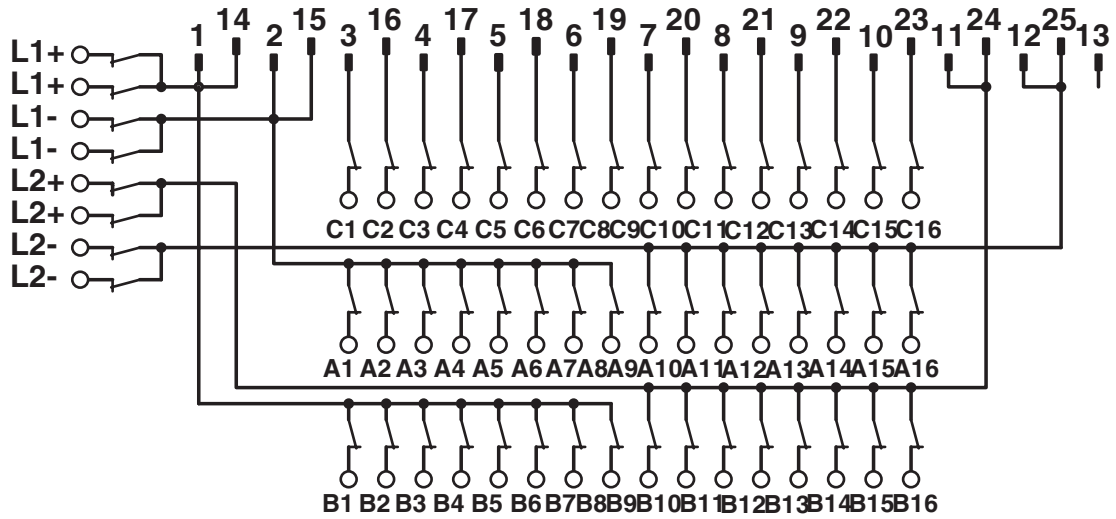 14 15 16 17 18 19 20 21 22 23 24 25
1 2 3 4 5 6 7 8 9 10 11 12 13
L1+
L1+
L1-
L1-
L2+
L2+
L2-
L2-
C1 C2 C3 C4 C5 C6 C7 C8 C9 C10 C11 C12 C13 C14 C15 C16
A1 A2 A3 A4 A5 A6 A7 A8 A9 A10 A11 A12 A13 A14 A15 A16
B1 B2 B3 B4 B5 B6 B7 B8 B9 B10 B11 B12 B13 B14 B15 B16